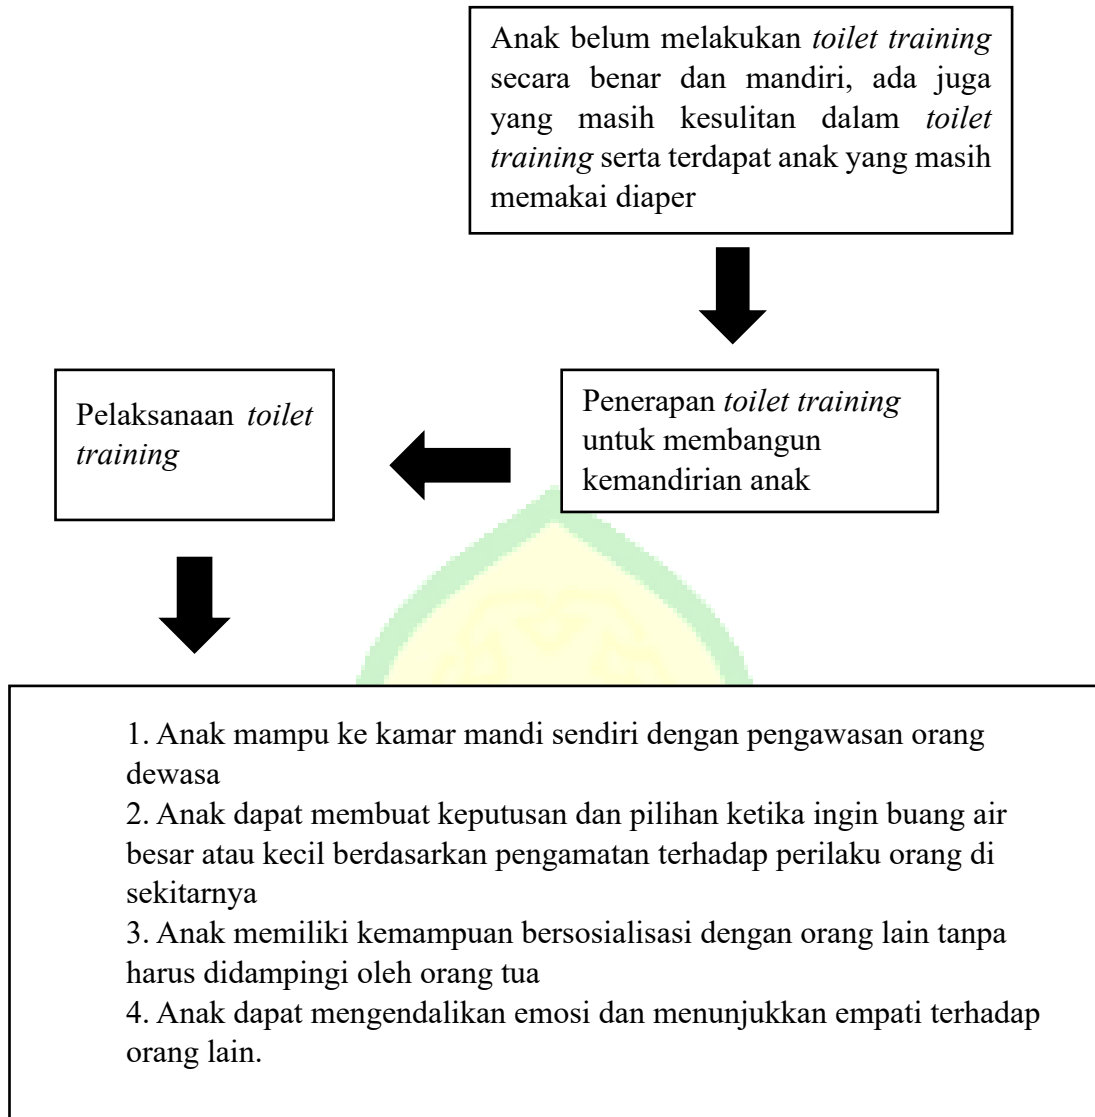 Anak belum melakukan toilet training
secara benar dan mandiri, ada juga
yang masih kesulitan dalam toilet
training serta terdapat anak yang masih
memakai diaper
Penerapan toilet training
untuk membangun
kemandirian anak
Pelaksanaan toilet
training
1. Anak mampu ke kamar mandi sendiri dengan pengawasan orang
dewasa
2. Anak dapat membuat keputusan dan pilihan ketika ingin buang air
besar atau kecil berdasarkan pengamatan terhadap perilaku orang di
sekitarnya
3. Anak memiliki kemampuan bersosialisasi dengan orang lain tanpa
harus didampingi oleh orang tua
4. Anak dapat mengendalikan emosi dan menunjukkan empati terhadap
orang lain.